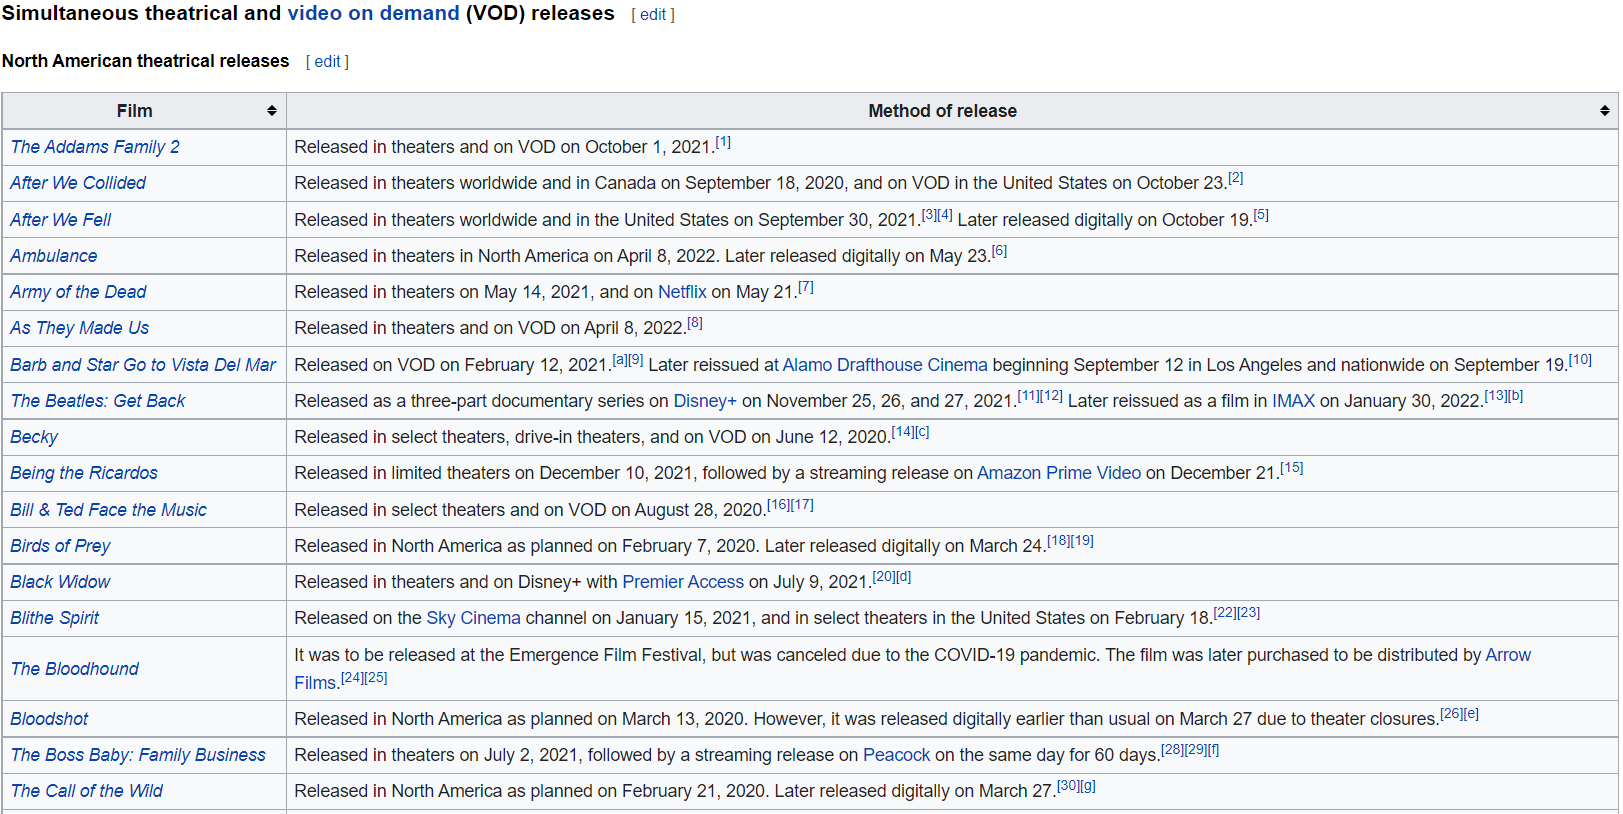 Simultaneous theatrical and video on demand (VOD) releases [ edit ]
North American theatrical releases [ edit ]
Film Method of release
The Addams Family 2 Released in theaters and on VOD on October 1, 2021.[1]
After We Collided Released in theaters worldwide and in Canada on September 18, 2020, and on VOD in the United States on October 23.[2]
After We Fell Released in theaters worldwide and in the United States on September 30, 2021.[3][4] Later released digitally on October 19.[5]
Ambulance Released in theaters in North America on April 8, 2022. Later released digitally on May 23.[6]
Army of the Dead Released in theaters on May 14, 2021, and on Netflix on May 21.[7]
As They Made Us Released in theaters and on VOD on April 8, 2022.[8]
Barb and Star Go to Vista Del Mar Released on VOD on February 12, 2021.[a][9] Later reissued at Alamo Drafthouse Cinema beginning September 12 in Los Angeles and nationwide on September 19.[10]
The Beatles: Get Back Released as a three-part documentary series on Disney+ on November 25, 26, and 27, 2021.[11][12] Later reissued as a film in IMAX on January 30, 2022.[13][b]
Becky Released in select theaters, drive-in theaters, and on VOD on June 12, 2020.[14][c]
Being the Ricardos Released in limited theaters on December 10, 2021, followed by a streaming release on Amazon Prime Video on December 21.[15]
Bill & Ted Face the Music Released in select theaters and on VOD on August 28, 2020.[16][17]
Birds of Prey Released in North America as planned on February 7, 2020. Later released digitally on March 24.[18][19]
Black Widow Released in theaters and on Disney+ with Premier Access on July 9, 2021.[20][d]
Blithe Spirit Released on the Sky Cinema channel on January 15, 2021, and in select theaters in the United States on February 18.[22][23]
The Bloodhound It was to be released at the Emergence Film Festival, but was canceled due to the COVID-19 pandemic. The film was later purchased to be distributed by Arrow
Films.[24][25]
Bloodshot Released in North America as planned on March 13, 2020. However, it was released digitally earlier than usual on March 27 due to theater closures.[26][e]
The Boss Baby: Family Business Released in theaters on July 2, 2021, followed by a streaming release on Peacock on the same day for 60 days.[28][29][f]
The Call of the Wild Released in North America as planned on February 21, 2020. Later released digitally on March 27.[30][g]